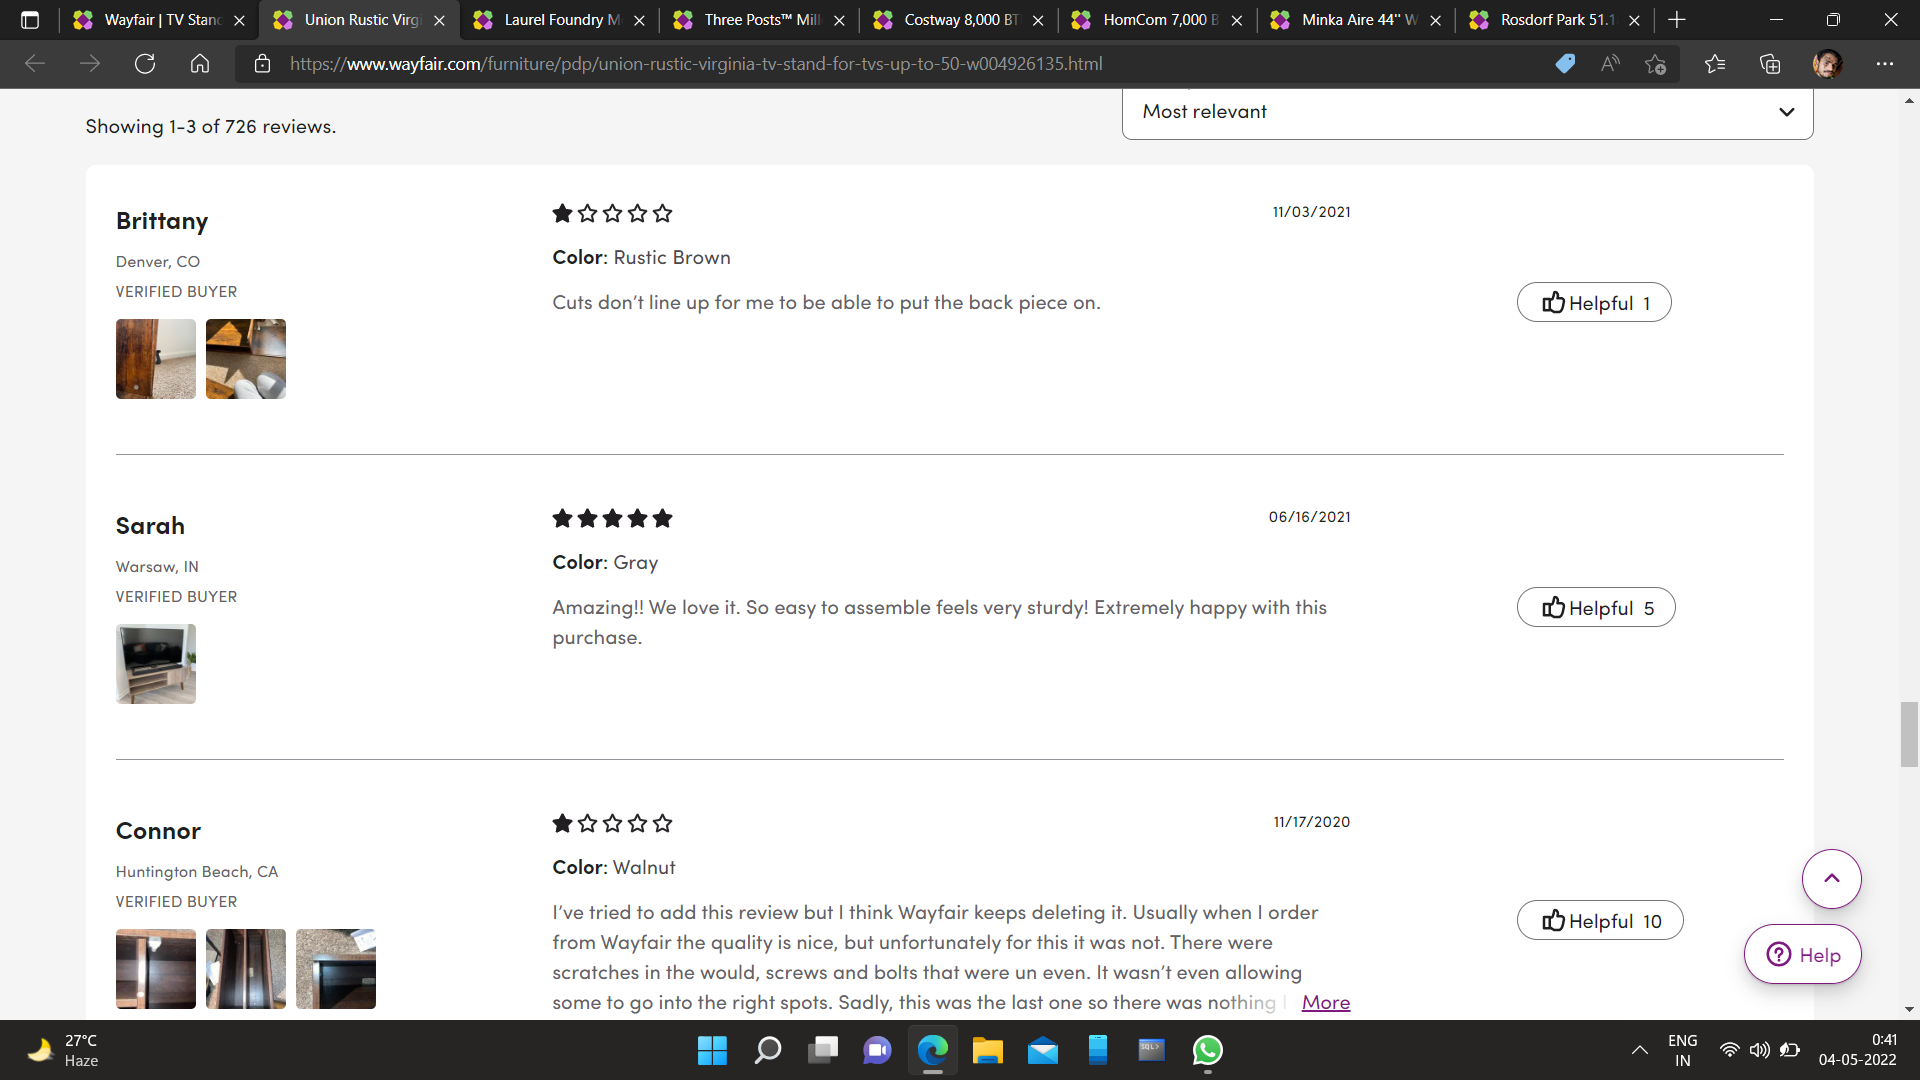 Wayfair | TV Stan
Union Rustic Virgi
Laurel Foundry M
Three Posts™ Mill
Costway 8,000 BT
HomCom 7,000 B
Minka Aire 44" W
Rosdorf Park 51.1
https://www.wayfair.com/furniture/pdp/union-rustic-virginia-tv-stand-for-tvs-up-to-50-w004926135.html
Showing 1-3 of 726 reviews.
Most relevant
Brittany
11/03/2021
Denver, CO
Color: Rustic Brown
VERIFIED BUYER
Cuts don’t line up for me to be able to put the back piece on.
Helpful 1
Sarah
06/16/2021
Warsaw, IN
Color: Gray
VERIFIED BUYER
Amazing!! We love it. So easy to assemble feels very sturdy! Extremely happy with this
purchase.
Helpful 5
Connor
11/17/2020
Huntington Beach, CA
Color: Walnut
VERIFIED BUYER
I’ve tried to add this review but I think Wayfair keeps deleting it. Usually when I order
from Wayfair the quality is nice, but unfortunately for this it was not. There were
scratches in the would, screws and bolts that were un even. It wasn’t even allowing
some to go into the right spots. Sadly, this was the last one so there was nothing I More
Helpful 10
Help
27°C
Haze
SQL>
ENG
IN
0:41
04-05-2022